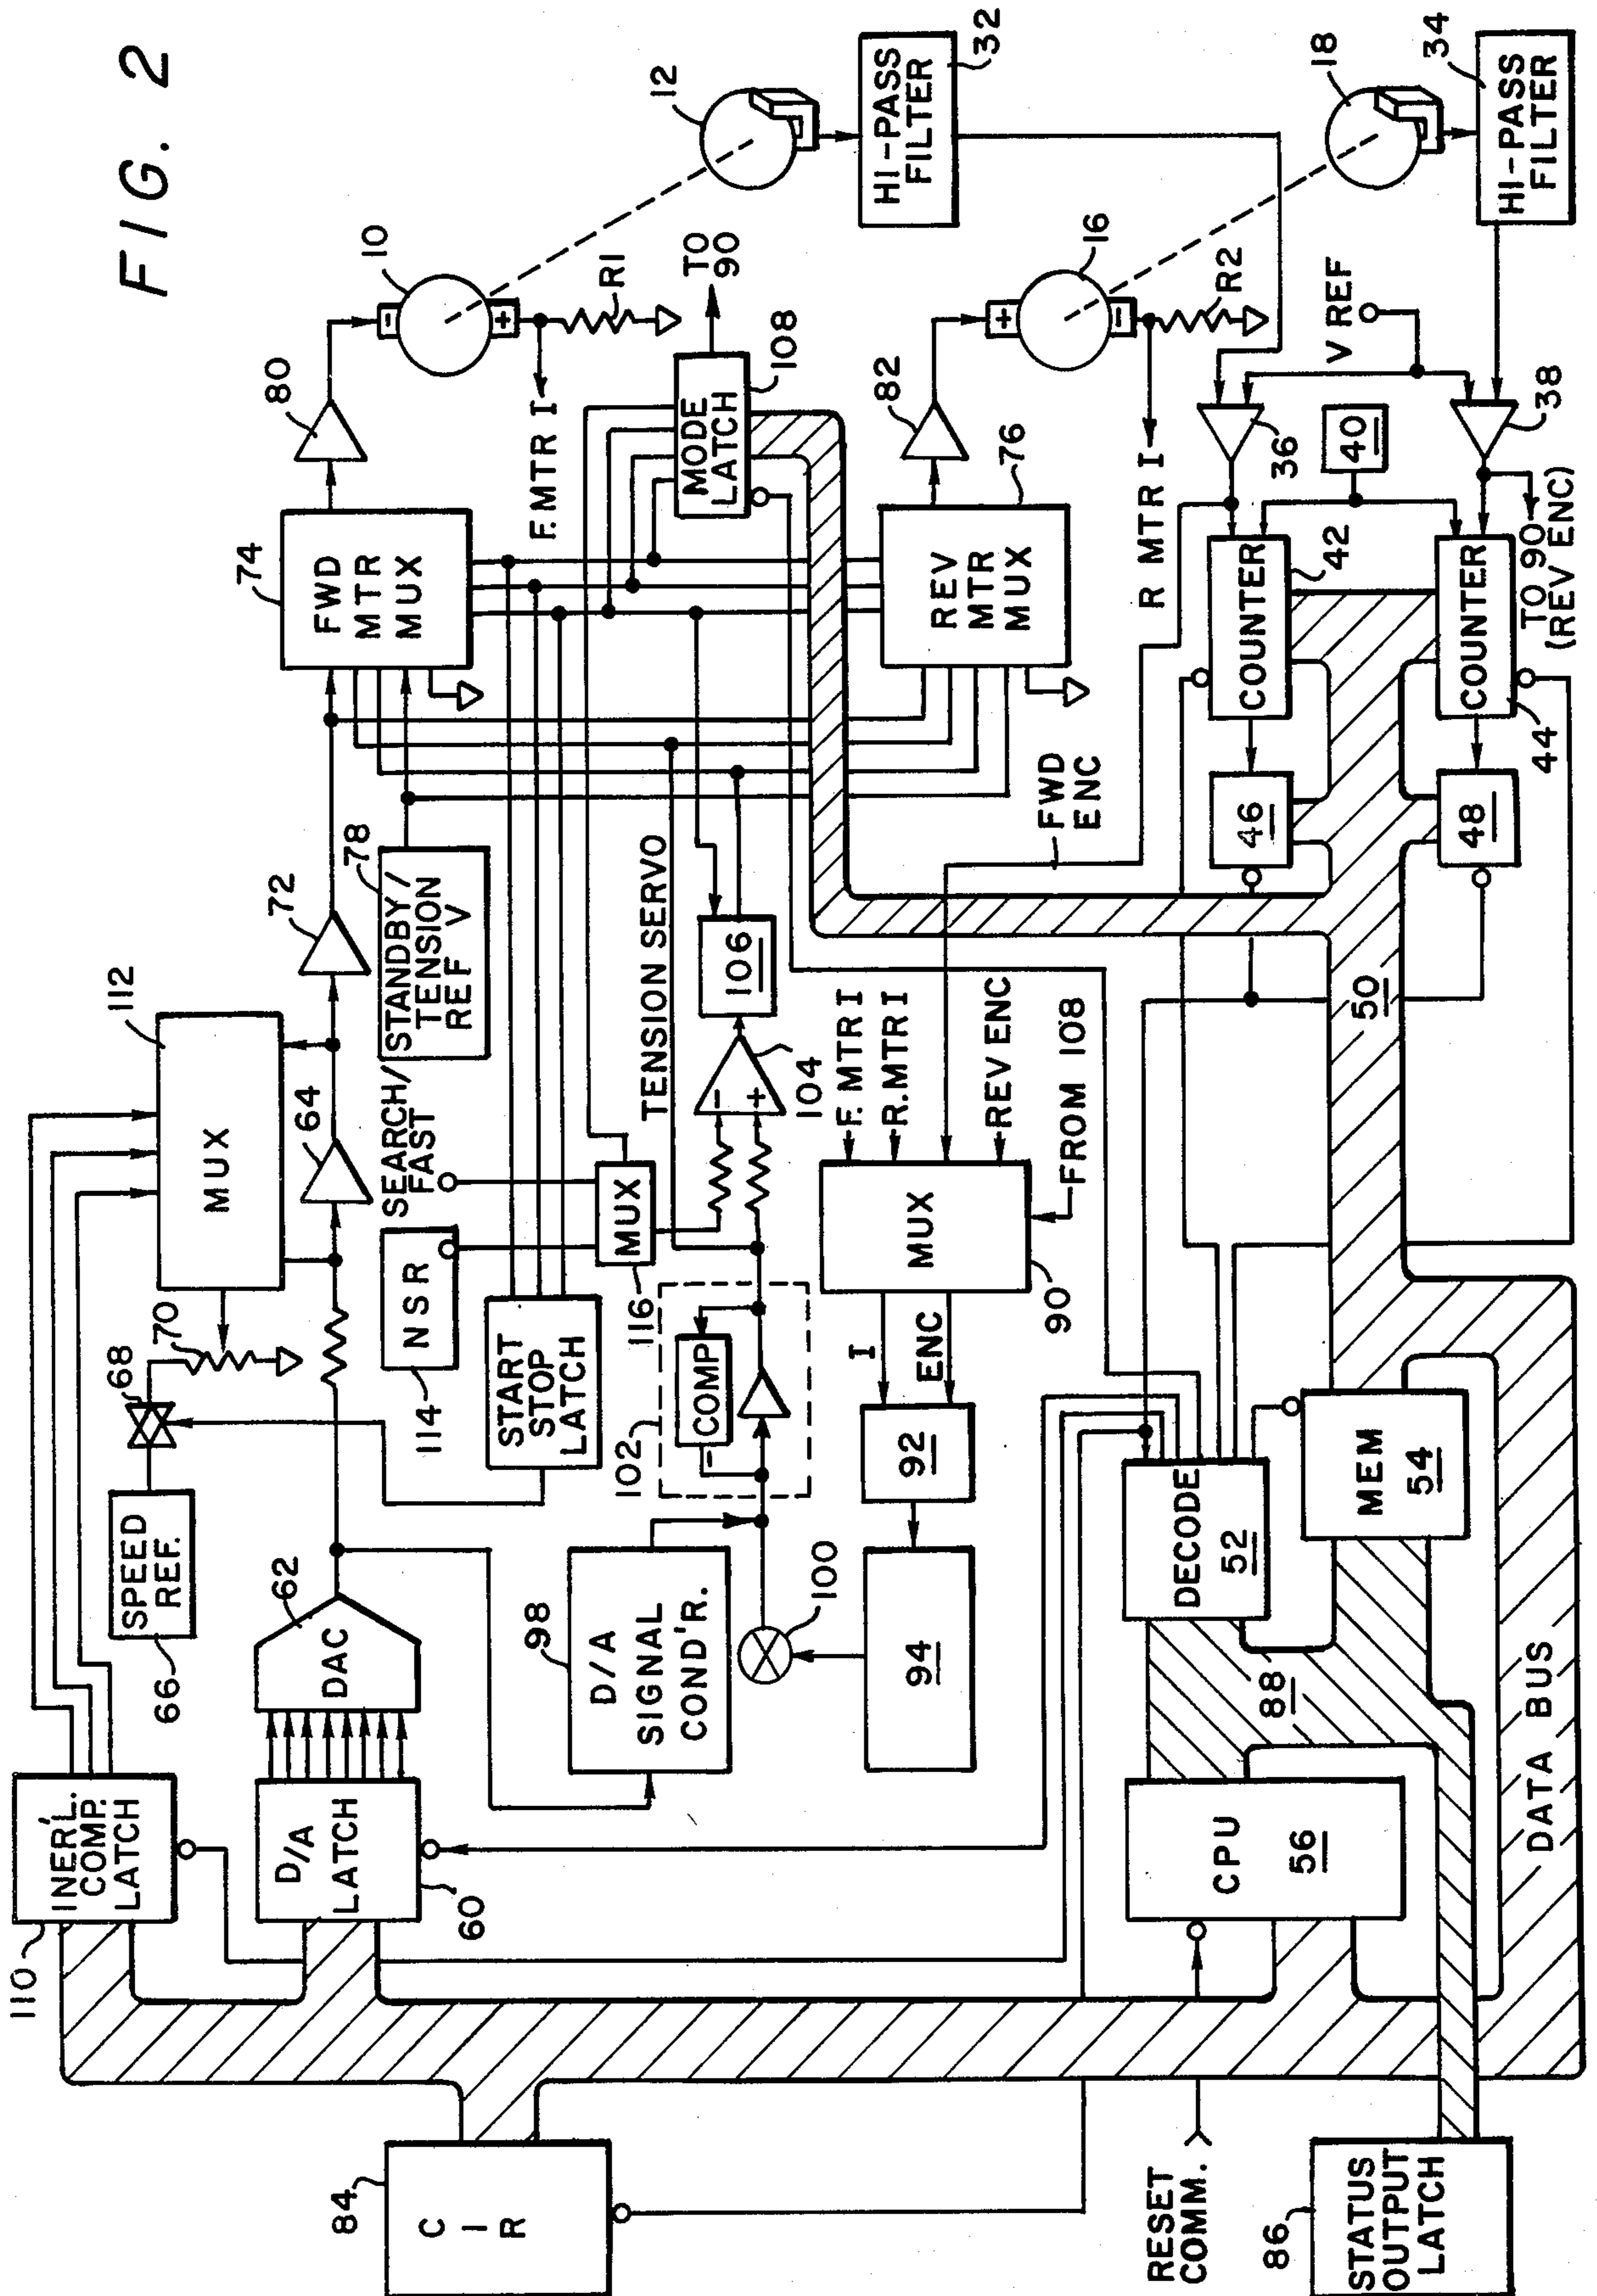 FIG. 2
110
INER'L.
COMP.
LATCH
66
SPEED
REF.
68
70
112
MUX
62
DAC
D/A
LATCH
60
64
72
74
FWD
MTR
MUX
80
10
-
+
R1
F. MTR I
12
HI-PASS
FILTER
32
84
C I R
114
N S R
SEARCH/
FAST
78
STANDBY/
TENSION
REF V
START
STOP
LATCH
116
MUX
TENSION SERVO
MODE
LATCH
108
TO
90
98
D/A
SIGNAL
COND'R.
102
COMP
-
100
-
+
104
106
82
16
+
-
R2
R MTR I
76
REV
MTR
MUX
94
92
I
ENC
MUX
90
F. MTR I
R. MTR I
REV ENC
FROM 108
FWD
ENC
18
HI-PASS
FILTER
34
V REF
36
38
40
COUNTER
42
COUNTER
44
46
48
TO 90
(REV ENC)
50
DECODE
52
MEM
54
88
CPU
56
DATA BUS
RESET
COMM.
86
STATUS
OUTPUT
LATCH